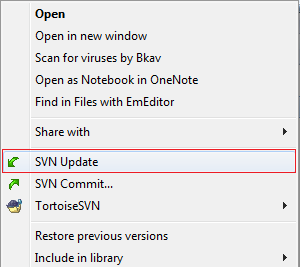 Open
Open in new window
Scan for viruses by Bkav
Open as Notebook in OneNote
Find in Files with EmEditor
Share with
SVN Update
SVN Commit...
TortoiseSVN
Restore previous versions
Include in library